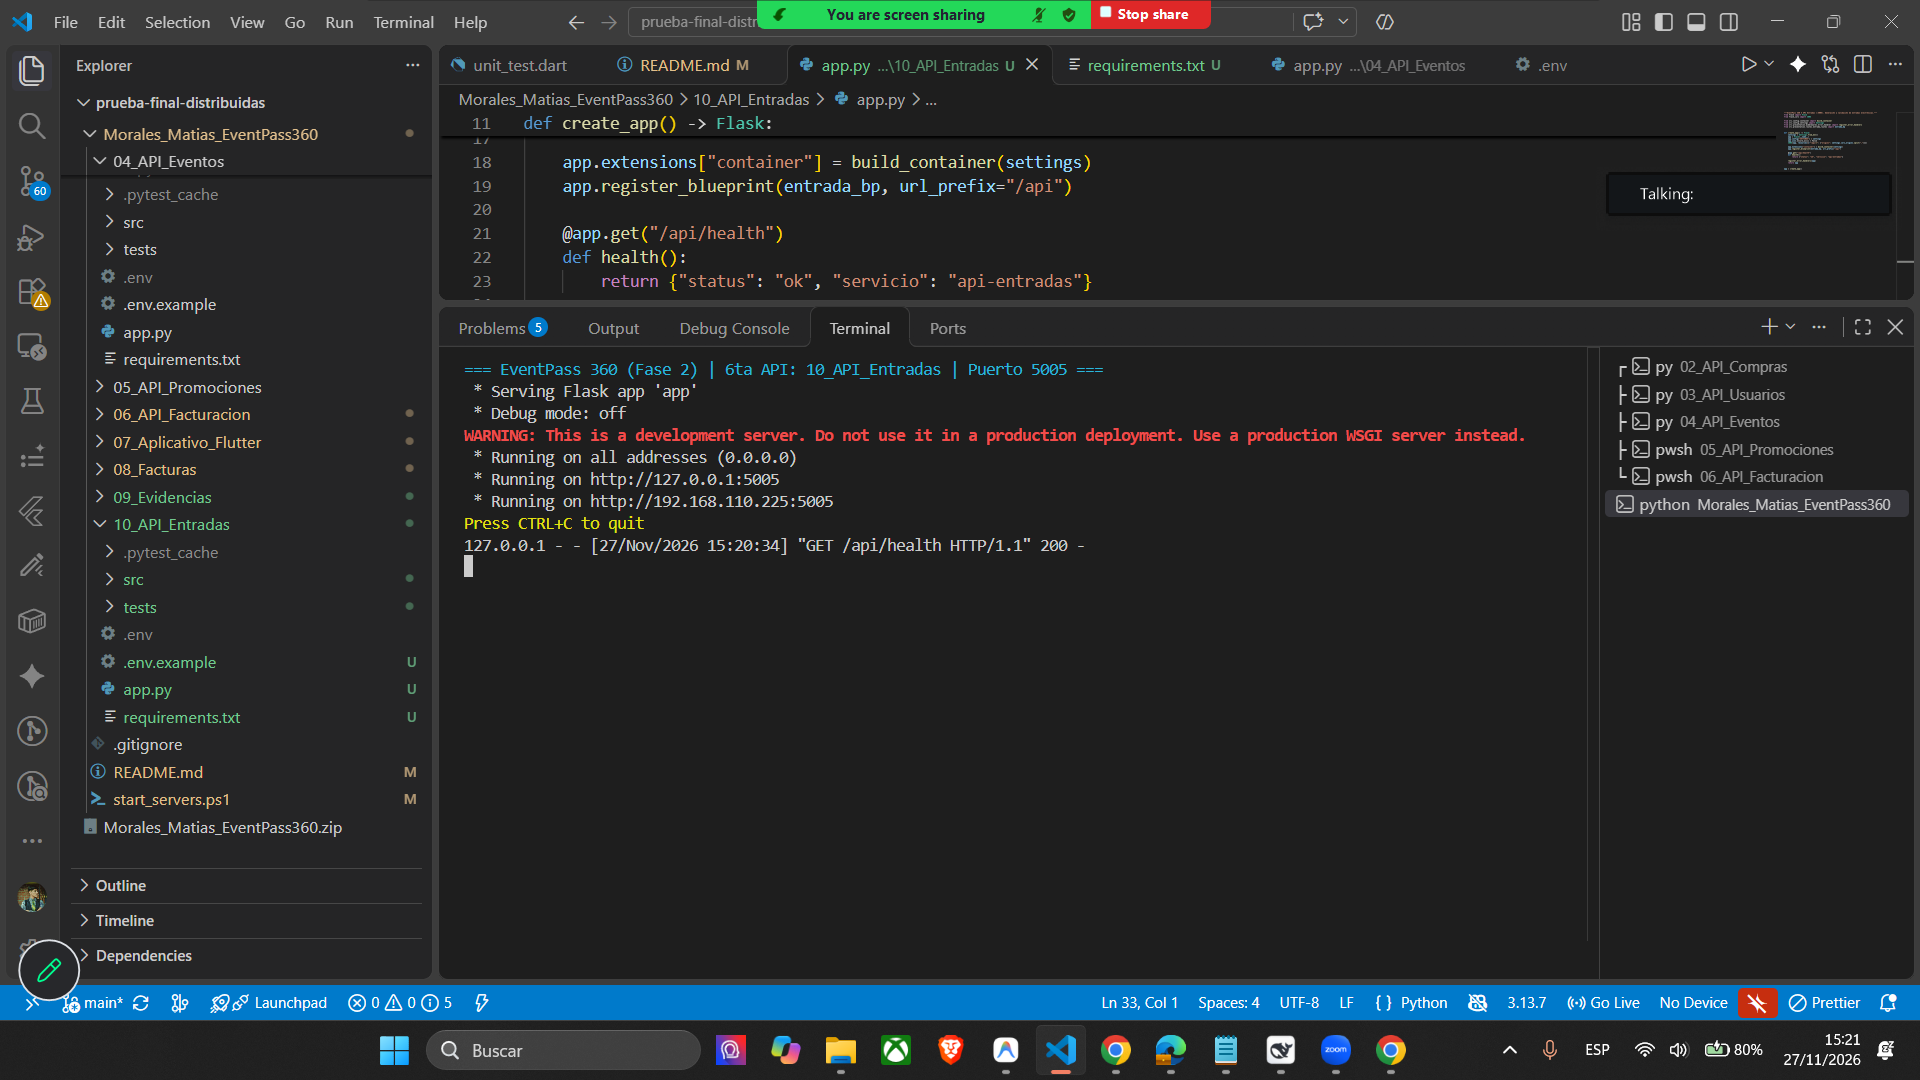 File Edit Selection View Go Run Terminal Help
prueba-final-distr
You are screen sharing
Stop share
Explorer
prueba-final-distribuidas
Morales_Matias_EventPass360
04_API_Eventos
.pytest_cache
src
tests
.env
.env.example
app.py
requirements.txt
05_API_Promociones
06_API_Facturacion
07_Aplicativo_Flutter
08_Facturas
09_Evidencias
10_API_Entradas
.pytest_cache
src
tests
.env
.env.example U
app.py U
requirements.txt U
.gitignore
README.md M
start_servers.ps1 M
Morales_Matias_EventPass360.zip
Outline
Timeline
Dependencies
60
unit_test.dart README.md M app.py ...\10_API_Entradas U requirements.txt U app.py ...\04_API_Eventos .env
Morales_Matias_EventPass360 > 10_API_Entradas > app.py > ...
11 def create_app() -> Flask:
17
18 app.extensions["container"] = build_container(settings)
19 app.register_blueprint(entrada_bp, url_prefix="/api")
20
21 @app.get("/api/health")
22 def health():
23 return {"status": "ok", "servicio": "api-entradas"}
Talking:
Problems 5 Output Debug Console Terminal Ports
=== EventPass 360 (Fase 2) | 6ta API: 10_API_Entradas | Puerto 5005 ===
* Serving Flask app 'app'
* Debug mode: off
WARNING: This is a development server. Do not use it in a production deployment. Use a production WSGI server instead.
* Running on all addresses (0.0.0.0)
* Running on http://127.0.0.1:5005
* Running on http://192.168.110.225:5005
Press CTRL+C to quit
127.0.0.1 - - [27/Nov/2026 15:20:34] "GET /api/health HTTP/1.1" 200 -
py 02_API_Compras
py 03_API_Usuarios
py 04_API_Eventos
pwsh 05_API_Promociones
pwsh 06_API_Facturacion
python Morales_Matias_EventPass360
main* Launchpad 0 0 5 Ln 33, Col 1 Spaces: 4 UTF-8 LF {} Python 3.13.7 Go Live No Device Prettier
Buscar
zoom
ESP
80%
15:21
27/11/2026